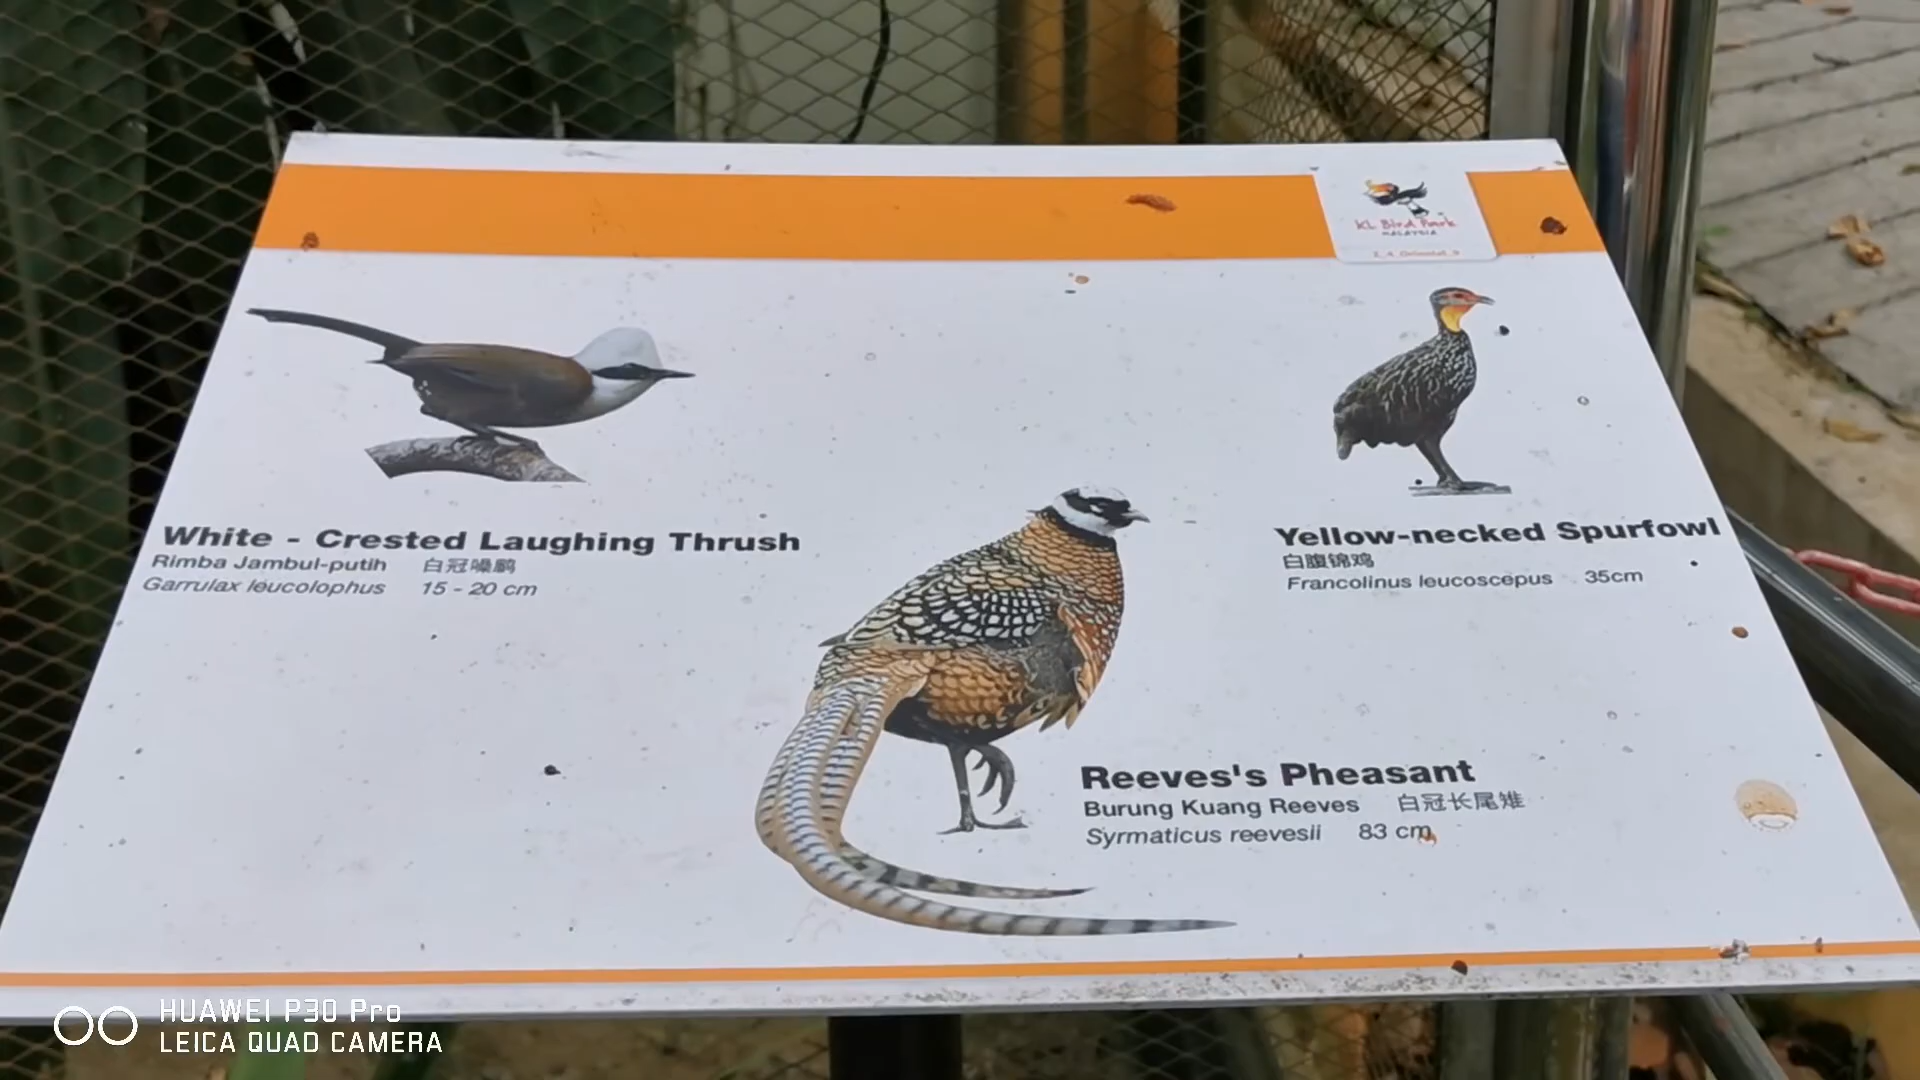 KL Bird Park
MALAYSIA
Z_4_Oriental_9
White - Crested Laughing Thrush
Rimba Jambul-putih 白冠噪鹛
Garrulax leucolophus 15 - 20 cm
Yellow-necked Spurfowl
白腹锦鸡
Francolinus leucoscepus 35cm
Reeves's Pheasant
Burung Kuang Reeves 白冠长尾雉
Syrmaticus reevesii 83 cm
HUAWEI P30 Pro
LEICA QUAD CAMERA